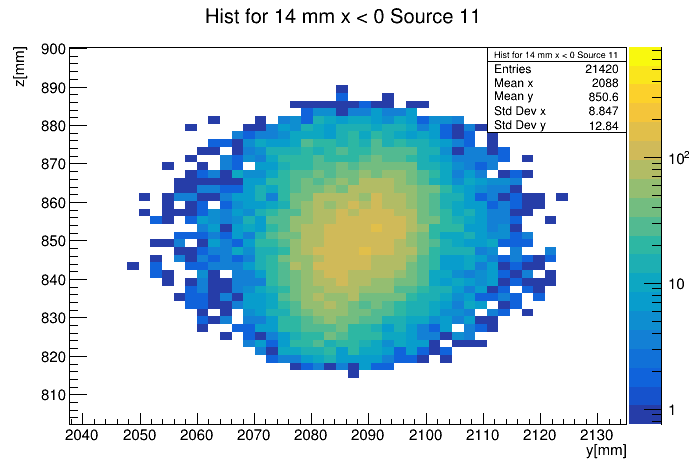 Hist for 14 mm x < 0 Source 11
z[mm]
900
890
880
870
860
850
840
830
820
810
Hist for 14 mm x < 0 Source 11
Entries 21420
Mean x 2088
Mean y 850.6
Std Dev x 8.847
Std Dev y 12.84
10²
10
1
2040 2050 2060 2070 2080 2090 2100 2110 2120 2130
y[mm]